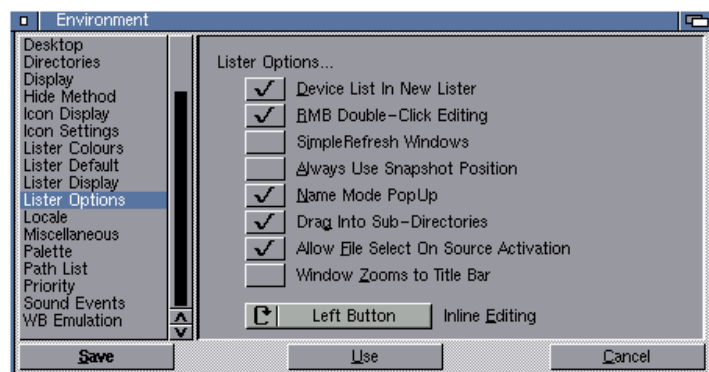 Environment
Desktop
Directories
Display
Hide Method
Icon Display
Icon Settings
Lister Colours
Lister Default
Lister Display
Lister Options
Locale
Miscellaneous
Palette
Path List
Priority
Sound Events
WB Emulation
Lister Options...
Device List In New Lister
RMB Double-Click Editing
SimpleRefresh Windows
Always Use Snapshot Position
Name Mode PopUp
Drag Into Sub-Directories
Allow File Select On Source Activation
Window Zooms to Title Bar
Left Button Inline Editing
Save Use Cancel